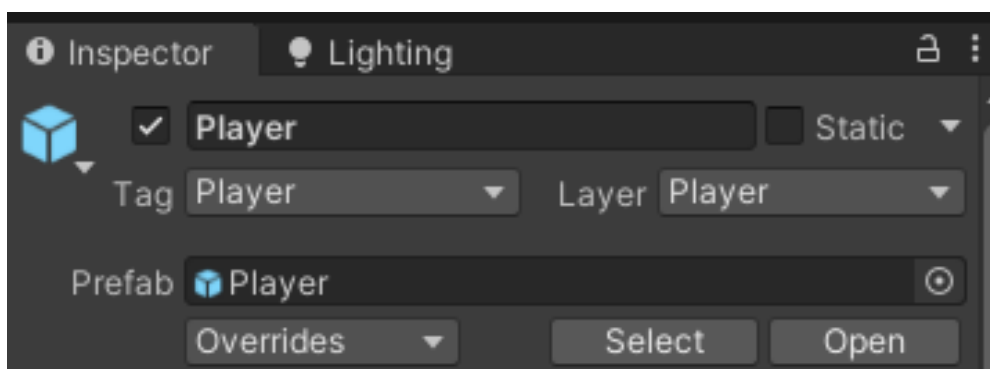 Inspector Lighting
Player Static
Tag Player Layer Player
Prefab Player
Overrides Select Open